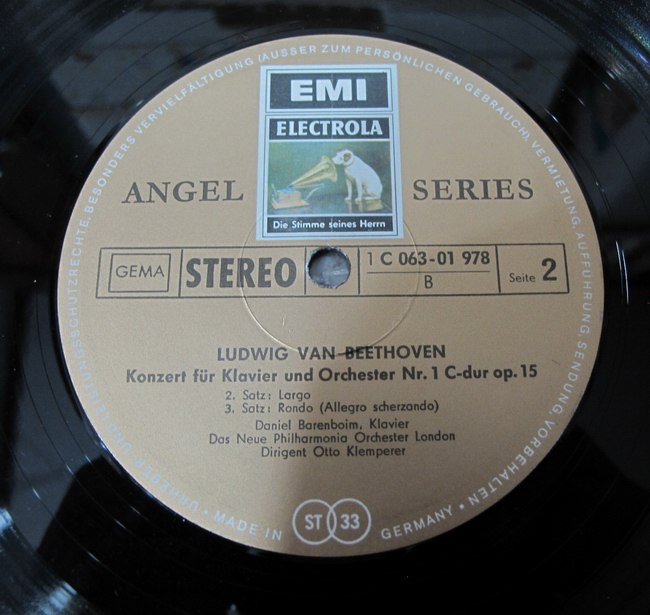 URHEBER- UND LEISTUNGSSCHUTZRECHTE, BESONDERS VERVIELFÄLTIGUNG (AUSSER ZUM PERSÖNLICHEN GEBRAUCH), VERMIETUNG, AUFFÜHRUNG, SENDUNG, VORBEHALTEN
EMI
ELECTROLA
ANGEL SERIES
Die Stimme seines Herrn
GEMA STEREO 1 C 063-01 978 Seite 2
B
LUDWIG VAN BEETHOVEN
Konzert für Klavier und Orchester Nr. 1 C-dur op. 15
2. Satz: Largo
3. Satz: Rondo (Allegro scherzando)
Daniel Barenboim, Klavier
Das Neue Philharmonia Orchester London
Dirigent Otto Klemperer
• MADE IN ST 33 GERMANY •